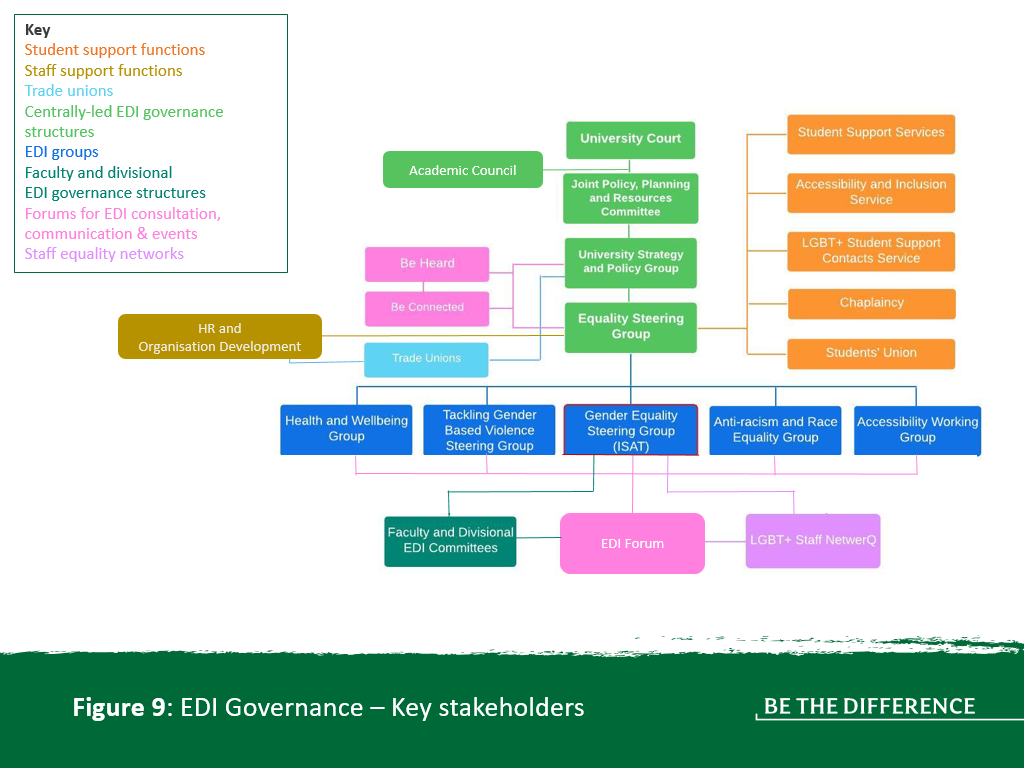 Key
Student support functions
Staff support functions
Trade unions
Centrally-led EDI governance
structures
EDI groups
Faculty and divisional
EDI governance structures
Forums for EDI consultation,
communication & events
Staff equality networks
University Court
Academic Council
Joint Policy, Planning
and Resources
Committee
University Strategy
and Policy Group
Equality Steering
Group
Be Heard
Be Connected
HR and
Organisation Development
Trade Unions
Student Support Services
Accessibility and Inclusion
Service
LGBT+ Student Support
Contacts Service
Chaplaincy
Students' Union
Health and Wellbeing
Group
Tackling Gender
Based Violence
Steering Group
Gender Equality
Steering Group
(ISAT)
Anti-racism and Race
Equality Group
Accessibility Working
Group
Faculty and Divisional
EDI Committees
EDI Forum
LGBT+ Staff NetwerQ
Figure 9: EDI Governance – Key stakeholders
BE THE DIFFERENCE